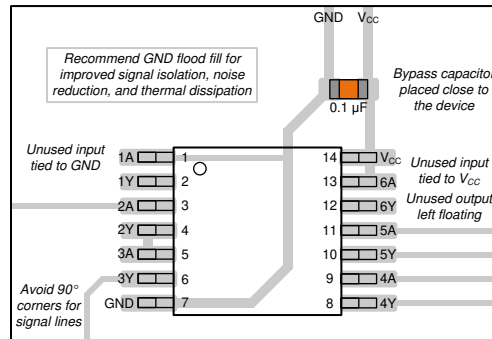 GND VCC
Recommend GND flood fill for
improved signal isolation, noise
reduction, and thermal dissipation
Bypass capacitor
placed close to
the device
0.1 µF
Unused input
tied to GND
1A 1 14 VCC
Unused input
tied to VCC
1Y 2 13 6A
2A 3 12 6Y
Unused output
left floating
2Y 4 11 5A
3A 5 10 5Y
3Y 6 9 4A
Avoid 90°
corners for
signal lines
GND 7 8 4Y